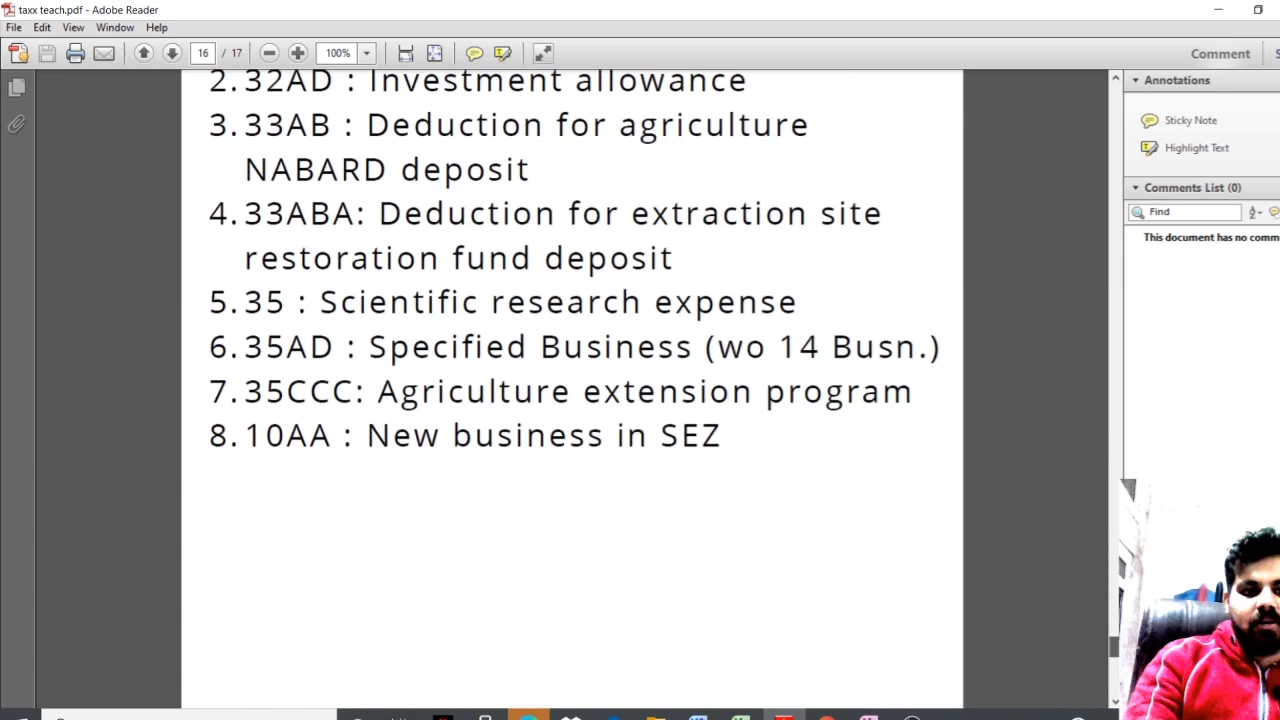 taxx teach.pdf - Adobe Reader
File Edit View Window Help
16 / 17 100% Comment
2. 32AD : Investment allowance
3. 33AB : Deduction for agriculture
NABARD deposit
4. 33ABA: Deduction for extraction site
restoration fund deposit
5. 35 : Scientific research expense
6. 35AD : Specified Business (wo 14 Busn.)
7. 35CCC: Agriculture extension program
8. 10AA : New business in SEZ
Annotations
Sticky Note
Highlight Text
Comments List (0)
Find
This document has no comm